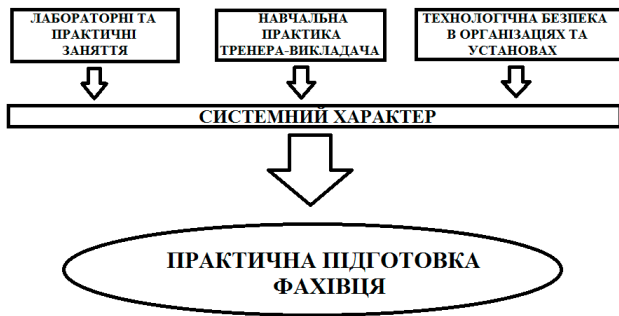 ЛАБОРАТОРНІ ТА
ПРАКТИЧНІ
ЗАНЯТТЯ
НАВЧАЛЬНА
ПРАКТИКА
ТРЕНЕРА-ВИКЛАДАЧА
ТЕХНОЛОГІЧНА БЕЗПЕКА
В ОРГАНІЗАЦІЯХ ТА
УСТАНОВАХ
СИСТЕМНИЙ ХАРАКТЕР
ПРАКТИЧНА ПІДГОТОВКА
ФАХІВЦЯ